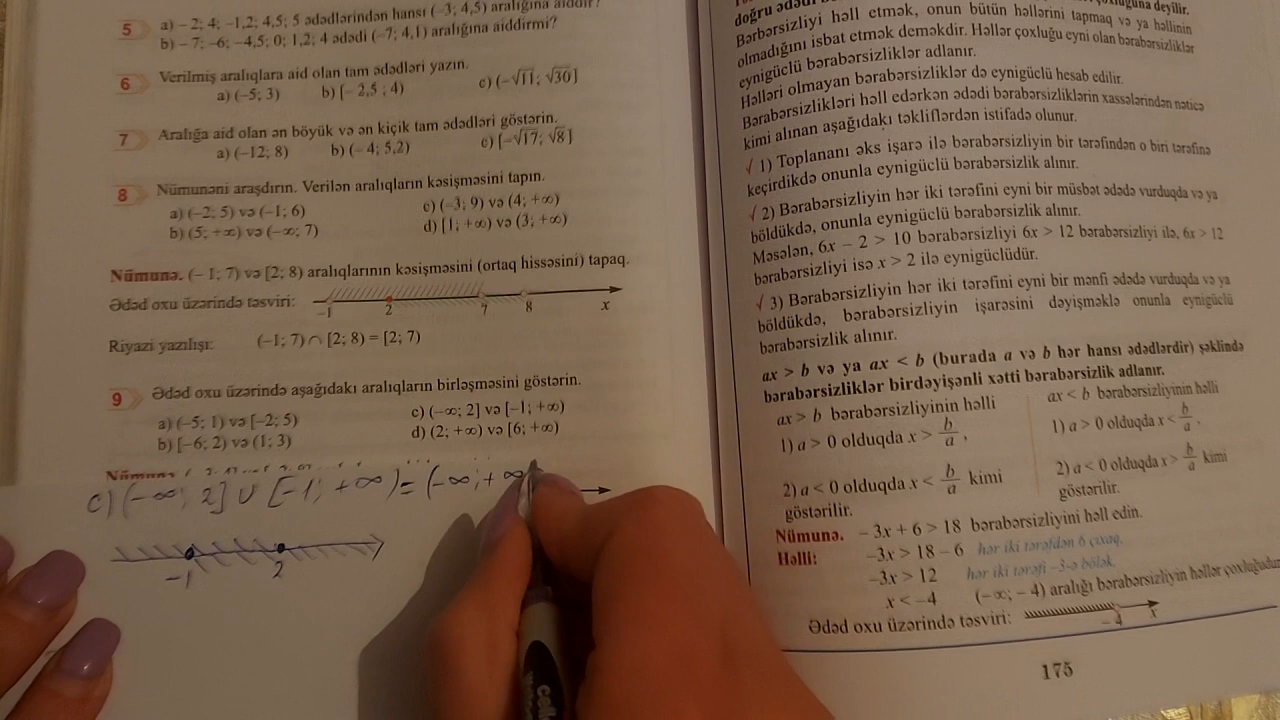 5 a) – 2; 4; –1,2; 4,5; 5 ədədlərindən hansı (–3; 4,5) aralığına aiddir?
b) – 7; –6; –4,5; 0; 1,2; 4 ədədi (–7; 4,1) aralığına aiddirmi?
6 Verilmiş aralıqlara aid olan tam ədədləri yazın.
a) (–5; 3) b) [– 2,5 ; 4) c) (–√11; √30]
7 Aralığa aid olan ən böyük və ən kiçik tam ədədləri göstərin.
a) (–12; 8) b) (– 4; 5,2) c) [–√17; √8]
8 Nümunəni araşdırın. Verilən aralıqların kəsişməsini tapın.
a) (–2; 5) və (–1; 6) c) (–3; 9) və (4; +∞)
b) (5; +∞) və (–∞; 7) d) [1; +∞) və (3; +∞)
Nümunə. (– 1; 7) və [2; 8) aralıqlarının kəsişməsini (ortaq hissəsini) tapaq.
Ədəd oxu üzərində təsviri: –1 2 7 8 x
Riyazi yazılışı: (–1; 7) ∩ [2; 8) = [2; 7)
9 Ədəd oxu üzərində aşağıdakı aralıqların birləşməsini göstərin.
a) (–5; 1) və [–2; 5) c) (–∞; 2] və [–1; +∞)
b) [–6; 2) və (1; 3) d) (2; +∞) və [6; +∞)
Nümunə
c) (–∞; 2] ∪ [–1; +∞) = (–∞; +∞
–1 2
doğru ədədi
çoxluğuna deyilir.
Bərbərsizliyi həll etmək, onun bütün həllərini tapmaq və ya həllinin
olmadığını isbat etmək deməkdir. Həllər çoxluğu eyni olan bərabərsizliklər
eynigüclü bərabərsizliklər adlanır.
Həlləri olmayan bərabərsizliklər də eynigüclü hesab edilir.
Bərabərsizlikləri həll edərkən ədədi bərabərsizliklərin xassələrindən nəticə
kimi alınan aşağıdakı təkliflərdən istifadə olunur.
√ 1) Toplananı əks işarə ilə bərabərsizliyin bir tərəfindən o biri tərəfinə
keçirdikdə onunla eynigüclü bərabərsizlik alınır.
√ 2) Bərabərsizliyin hər iki tərəfini eyni bir müsbət ədədə vurduqda və ya
böldükdə, onunla eynigüclü bərabərsizlik alınır.
Məsələn, 6x – 2 > 10 bərabərsizliyi 6x > 12 bərabərsizliyi ilə, 6x > 12
bərabərsizliyi isə x > 2 ilə eynigüclüdür.
√ 3) Bərabərsizliyin hər iki tərəfini eyni bir mənfi ədədə vurduqda və ya
böldükdə, bərabərsizliyin işarəsini dəyişməklə onunla eynigüclü
bərabərsizlik alınır.
ax > b və ya ax < b (burada a və b hər hansı ədədlərdir) şəklində
bərabərsizliklər birdəyişənli xətti bərabərsizlik adlanır.
ax > b bərabərsizliyinin həlli
1) a > 0 olduqda x > b/a ,
2) a < 0 olduqda x < b/a kimi
göstərilir.
ax < b bərabərsizliyinin həlli
1) a > 0 olduqda x < b/a ,
2) a < 0 olduqda x > b/a kimi
göstərilir.
Nümunə. – 3x + 6 > 18 bərabərsizliyini həll edin.
Həlli: –3x > 18 – 6 hər iki tərəfdən 6 çıxaq.
–3x > 12 hər iki tərəfi –3-ə bölək.
x < –4 (–∞; – 4) aralığı bərabərsizliyin həllər çoxluğudur
Ədəd oxu üzərində təsviri: – 4 x
175